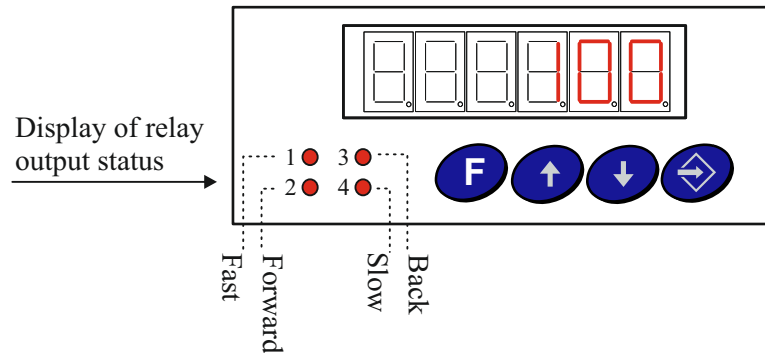 100
Display of relay
output status
1 3
2 4
F
Fast
Forward
Slow
Back